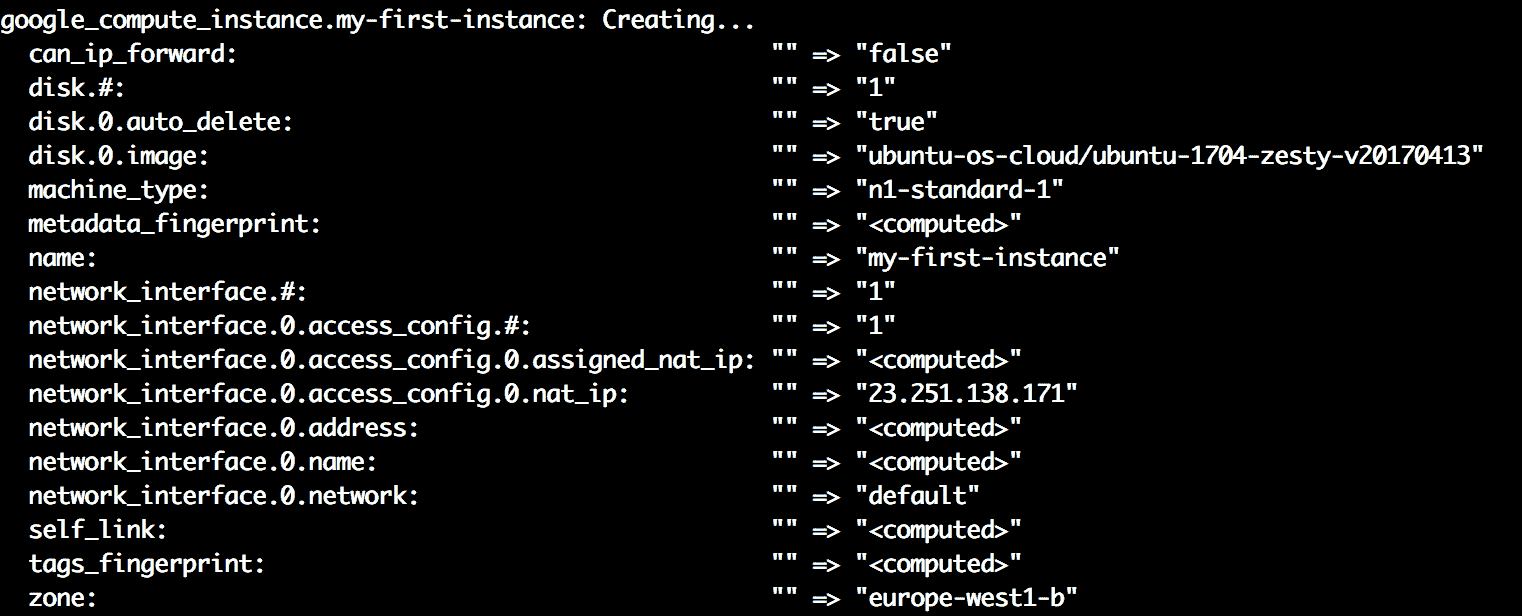 google_compute_instance.my-first-instance: Creating...
  can_ip_forward:                                      "" => "false"
  disk.#:                                              "" => "1"
  disk.0.auto_delete:                                  "" => "true"
  disk.0.image:                                        "" => "ubuntu-os-cloud/ubuntu-1704-zesty-v20170413"
  machine_type:                                        "" => "n1-standard-1"
  metadata_fingerprint:                                "" => "<computed>"
  name:                                                "" => "my-first-instance"
  network_interface.#:                                 "" => "1"
  network_interface.0.access_config.#:                 "" => "1"
  network_interface.0.access_config.0.assigned_nat_ip: "" => "<computed>"
  network_interface.0.access_config.0.nat_ip:          "" => "23.251.138.171"
  network_interface.0.address:                         "" => "<computed>"
  network_interface.0.name:                            "" => "<computed>"
  network_interface.0.network:                         "" => "default"
  self_link:                                           "" => "<computed>"
  tags_fingerprint:                                    "" => "<computed>"
  zone:                                                "" => "europe-west1-b"